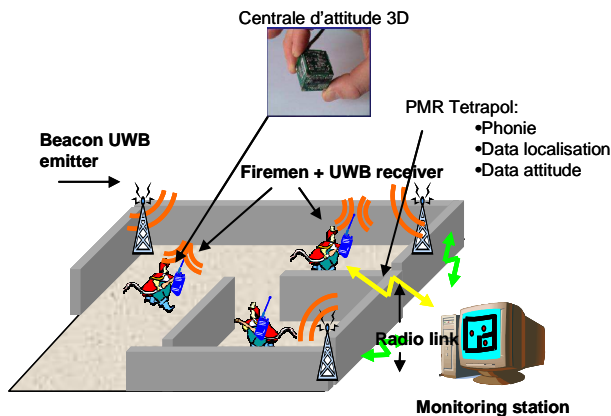 Centrale d'attitude 3D
PMR Tetrapol:
•Phonie
•Data localisation
•Data attitude
Beacon UWB
emitter
Firemen + UWB receiver
Radio link
Monitoring station